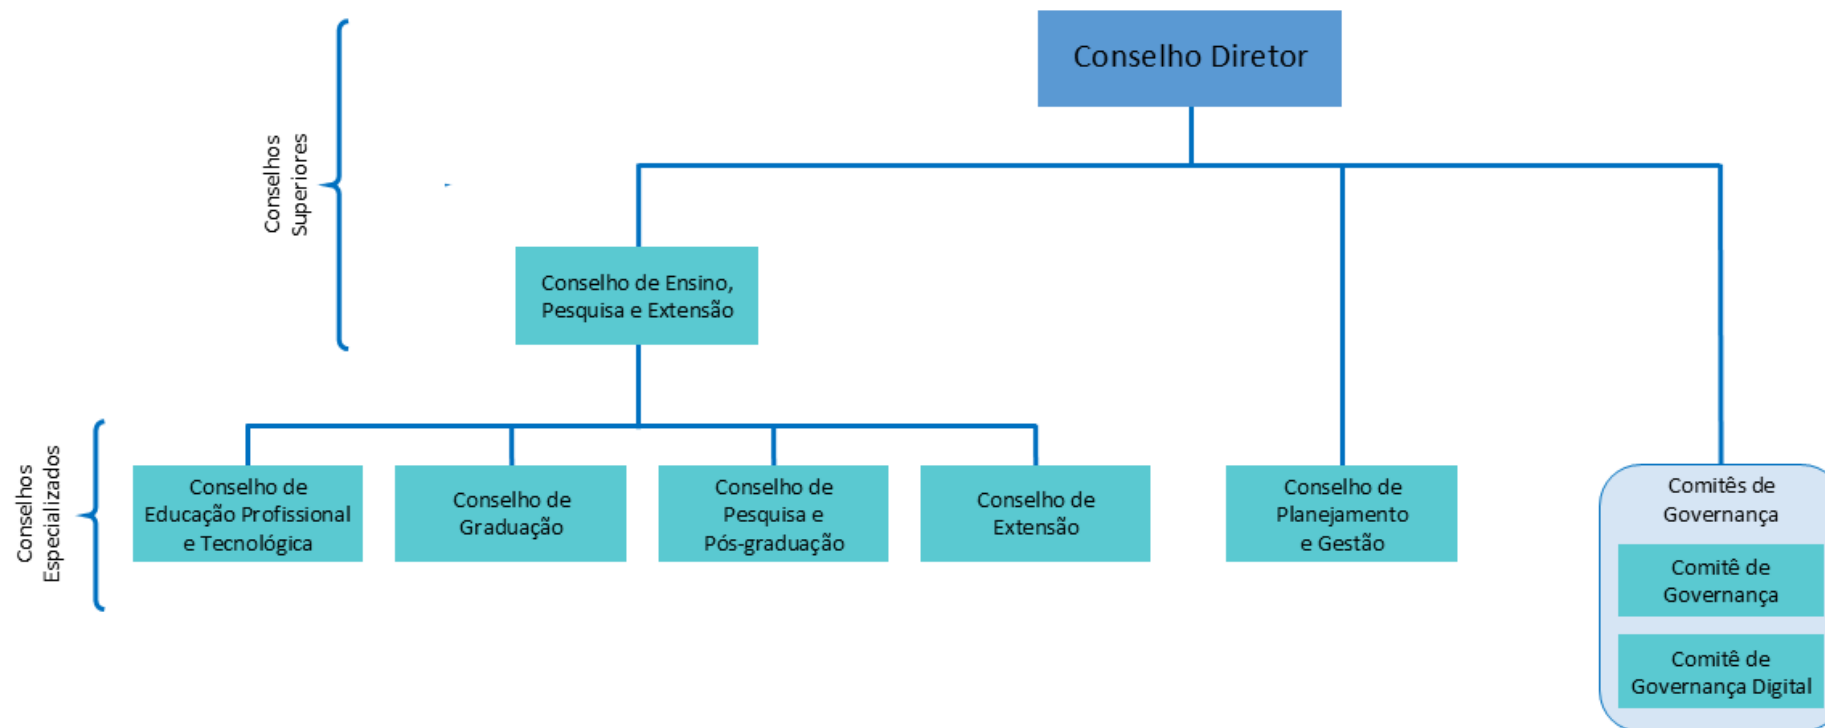 Conselho Diretor
Conselhos
Superiores
Conselho de Ensino,
Pesquisa e Extensão
Conselhos
Especializados
Conselho de
Educação Profissional
e Tecnológica
Conselho de
Graduação
Conselho de
Pesquisa e
Pós-graduação
Conselho de
Extensão
Conselho de
Planejamento
e Gestão
Comitês de
Governança
Comitê de
Governança
Comitê de
Governança Digital